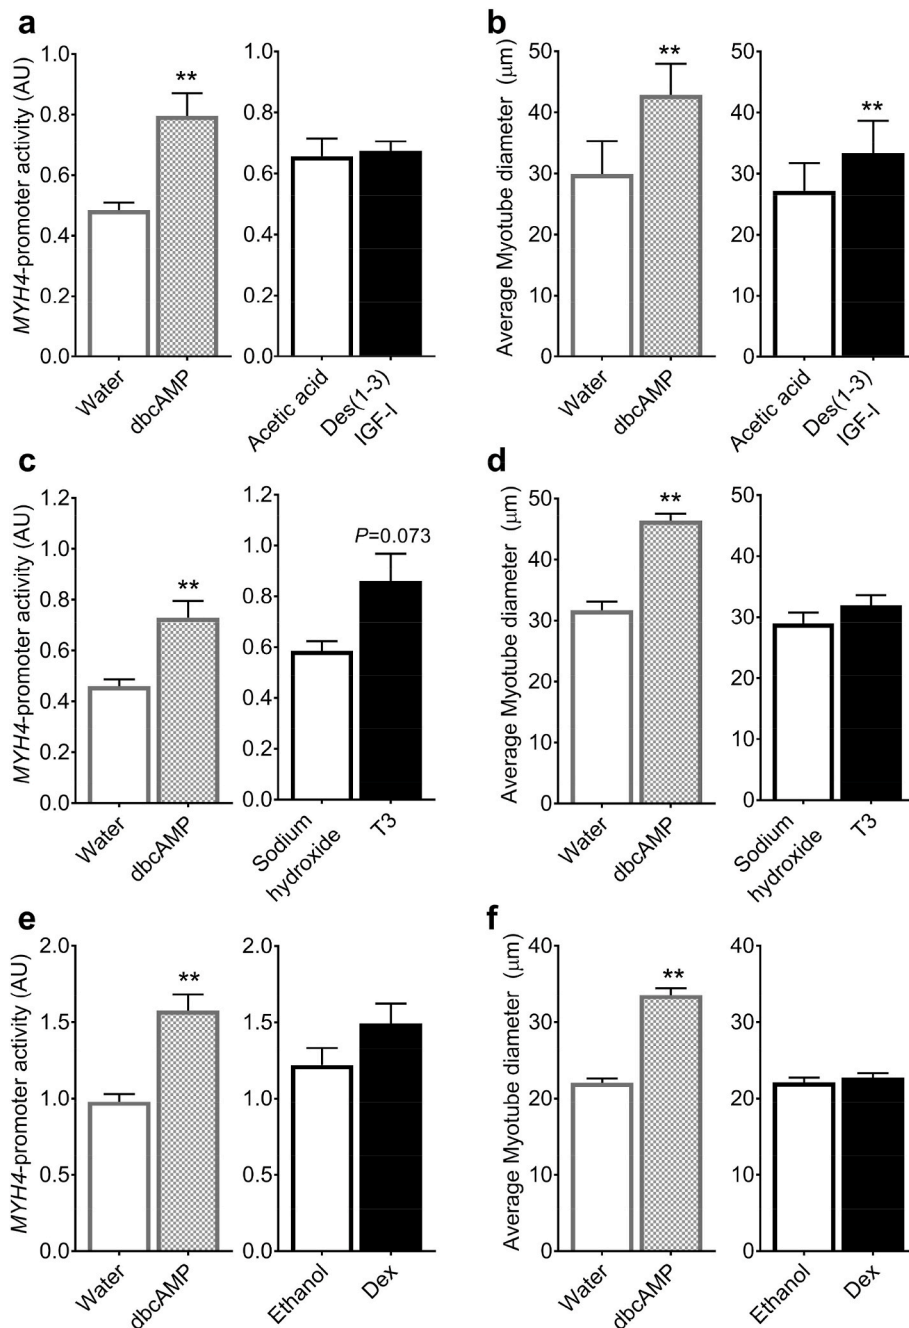 a
MYH4-promoter activity (AU)
1.0
0.8
0.6
0.4
0.2
0.0
**
Water
dbcAMP
1.0
0.8
0.6
0.4
0.2
0.0
Acetic acid
Des(1-3)
IGF-I
b
Average Myotube diameter (μm)
50
40
30
20
10
0
**
Water
dbcAMP
50
40
30
20
10
0
**
Acetic acid
Des(1-3)
IGF-I
c
MYH4-promoter activity (AU)
1.2
1.0
0.8
0.6
0.4
0.2
0.0
**
Water
dbcAMP
1.2
1.0
0.8
0.6
0.4
0.2
0.0
P=0.073
Sodium
hydroxide
T3
d
Average Myotube diameter (μm)
50
40
30
20
10
0
**
Water
dbcAMP
50
40
30
20
10
0
Sodium
hydroxide
T3
e
MYH4-promoter activity (AU)
2.0
1.5
1.0
0.5
0.0
**
Water
dbcAMP
2.0
1.5
1.0
0.5
0.0
Ethanol
Dex
f
Average Myotube diameter (μm)
40
30
20
10
0
**
Water
dbcAMP
40
30
20
10
0
Ethanol
Dex